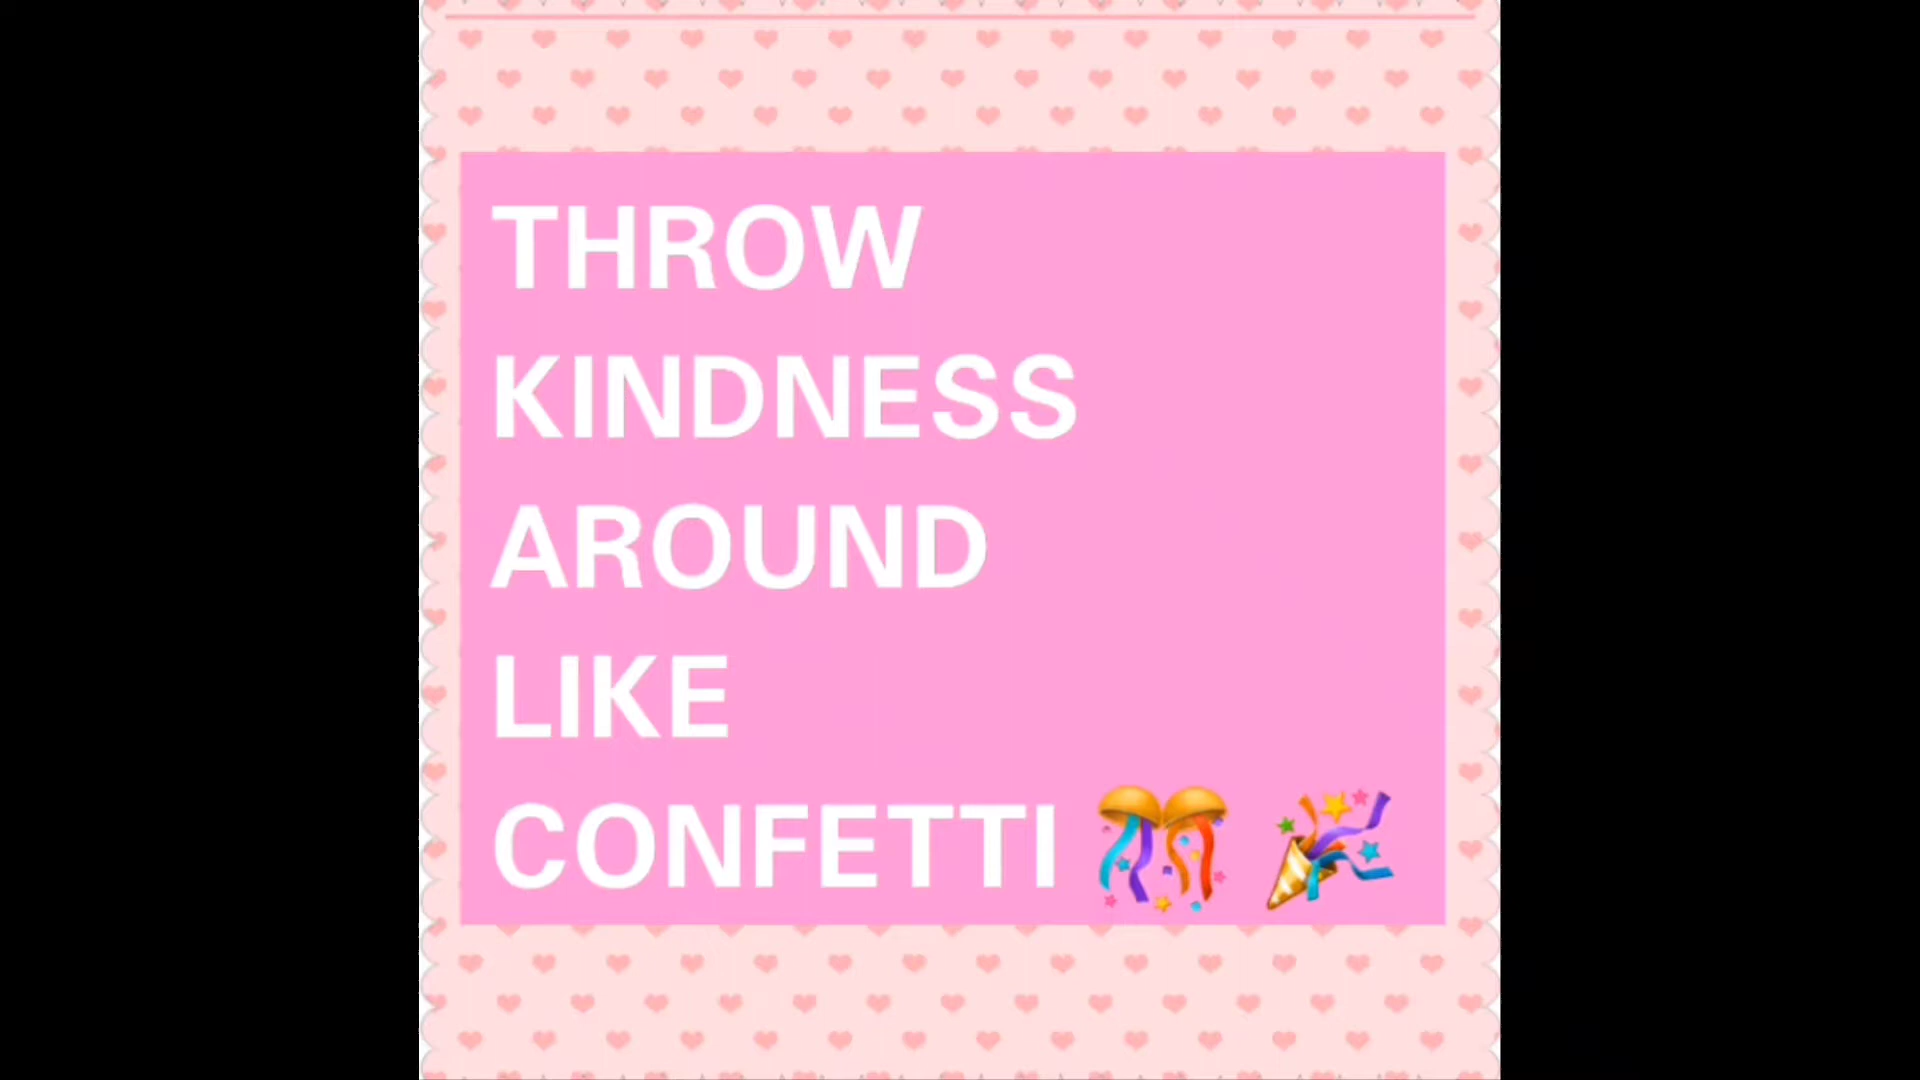 THROW
KINDNESS
AROUND
LIKE
CONFETTI 🎊 🎉